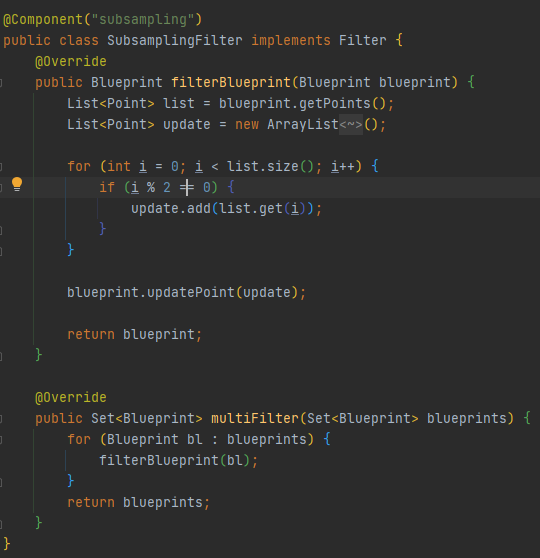 @Component("subsampling")
public class SubsamplingFilter implements Filter {
    @Override
    public Blueprint filterBlueprint(Blueprint blueprint) {
        List<Point> list = blueprint.getPoints();
        List<Point> update = new ArrayList<~>();

        for (int i = 0; i < list.size(); i++) {
            if (i % 2 == 0) {
                update.add(list.get(i));
            }
        }

        blueprint.updatePoint(update);

        return blueprint;
    }

    @Override
    public Set<Blueprint> multiFilter(Set<Blueprint> blueprints) {
        for (Blueprint bl : blueprints) {
            filterBlueprint(bl);
        }
        return blueprints;
    }
}